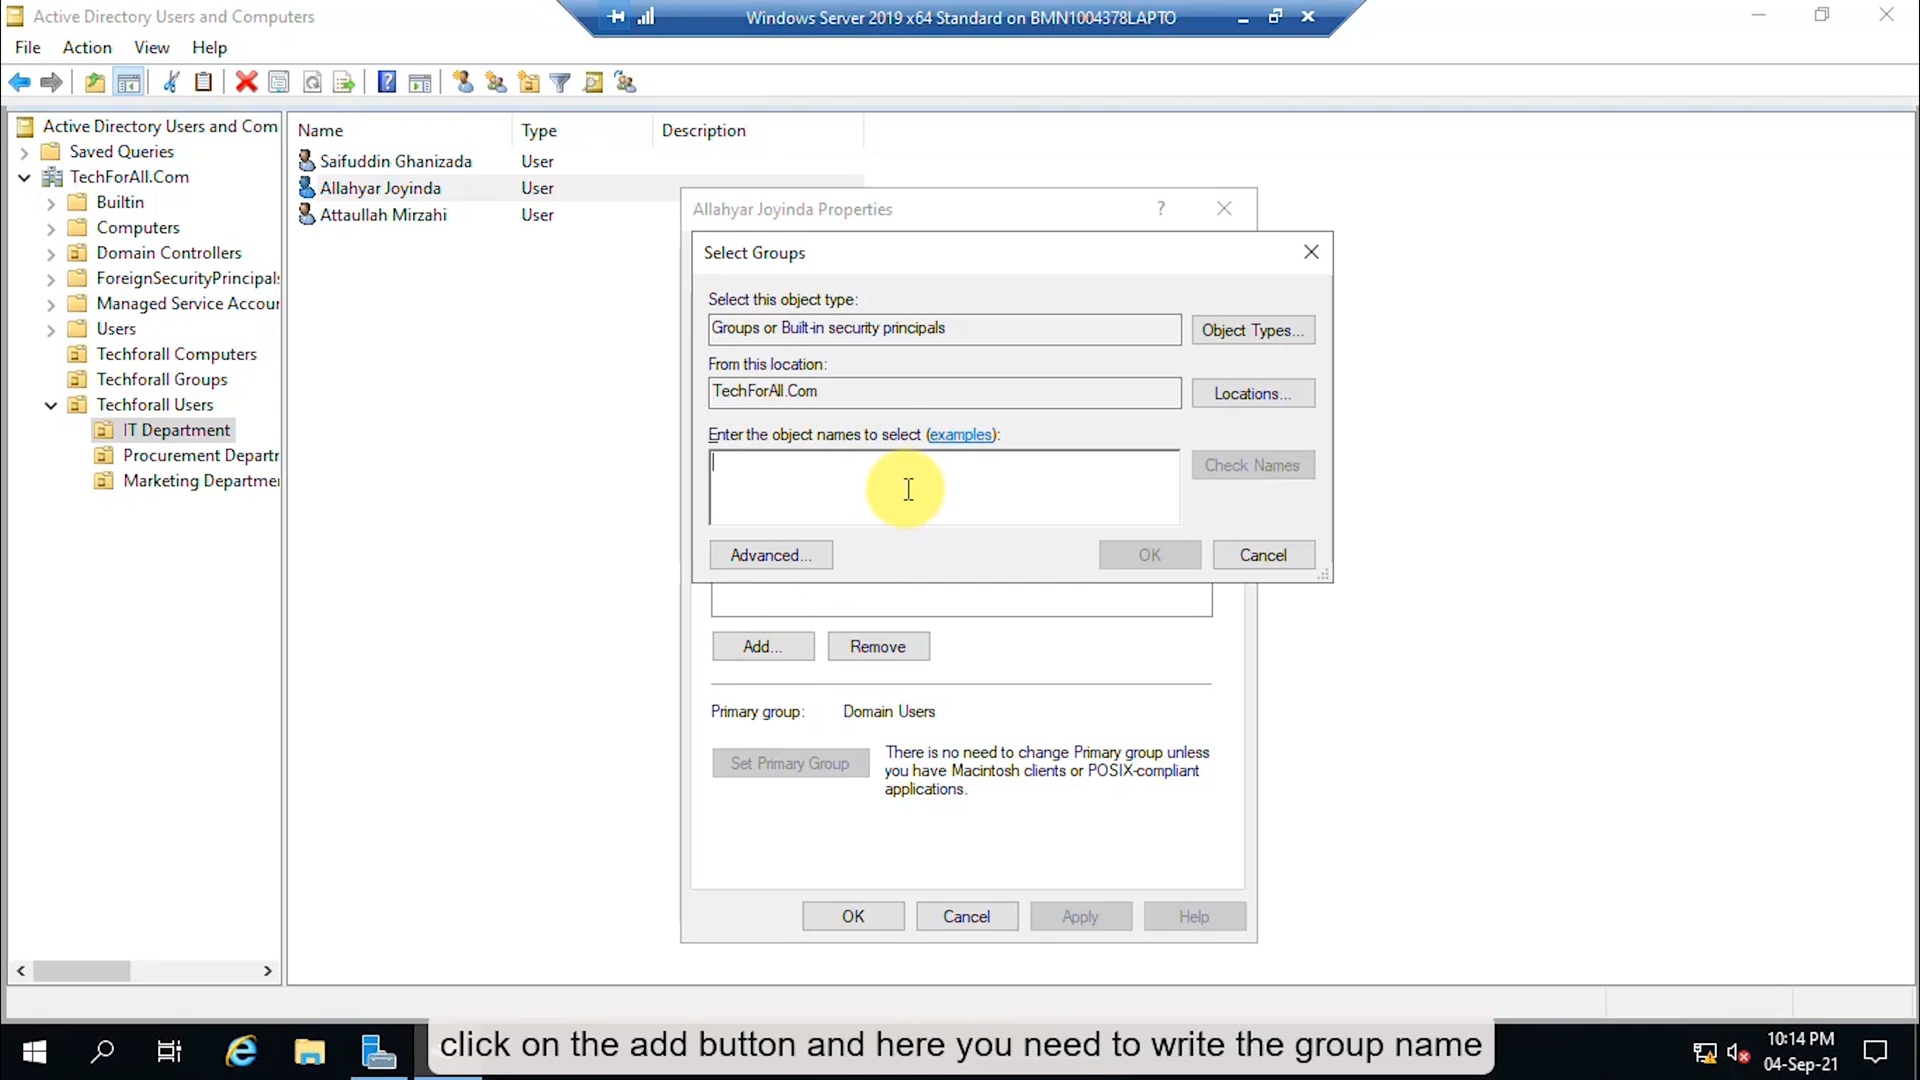 Active Directory Users and Computers
Windows Server 2019 x64 Standard on BMN1004378LAPTO
File Action View Help
Active Directory Users and Com
Saved Queries
TechForAll.Com
Builtin
Computers
Domain Controllers
ForeignSecurityPrincipals
Managed Service Accour
Users
Techforall Computers
Techforall Groups
Techforall Users
IT Department
Procurement Departr
Marketing Departme
Name Type Description
Saifuddin Ghanizada User
Allahyar Joyinda User
Attaullah Mirzahi User
Allahyar Joyinda Properties ?
Select Groups
Select this object type:
Groups or Built-in security principals Object Types...
From this location:
TechForAll.Com Locations...
Enter the object names to select (examples):
Check Names
Advanced... OK Cancel
Add... Remove
Primary group: Domain Users
Set Primary Group
There is no need to change Primary group unless
you have Macintosh clients or POSIX-compliant
applications.
OK Cancel Apply Help
click on the add button and here you need to write the group name
10:14 PM
04-Sep-21